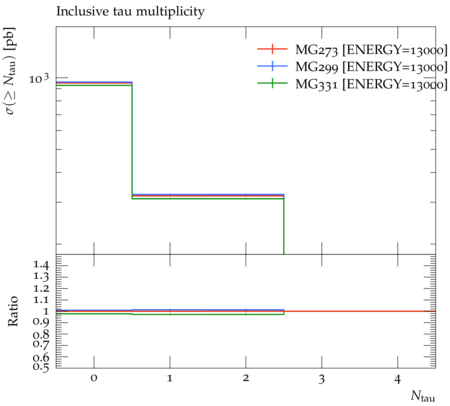 Inclusive tau multiplicity
σ(≥ Ntau) [pb]
10³
MG273 [ENERGY=13000]
MG299 [ENERGY=13000]
MG331 [ENERGY=13000]
Ratio
1.4
1.3
1.2
1.1
1
0.9
0.8
0.7
0.6
0.5
0 1 2 3 4
Ntau